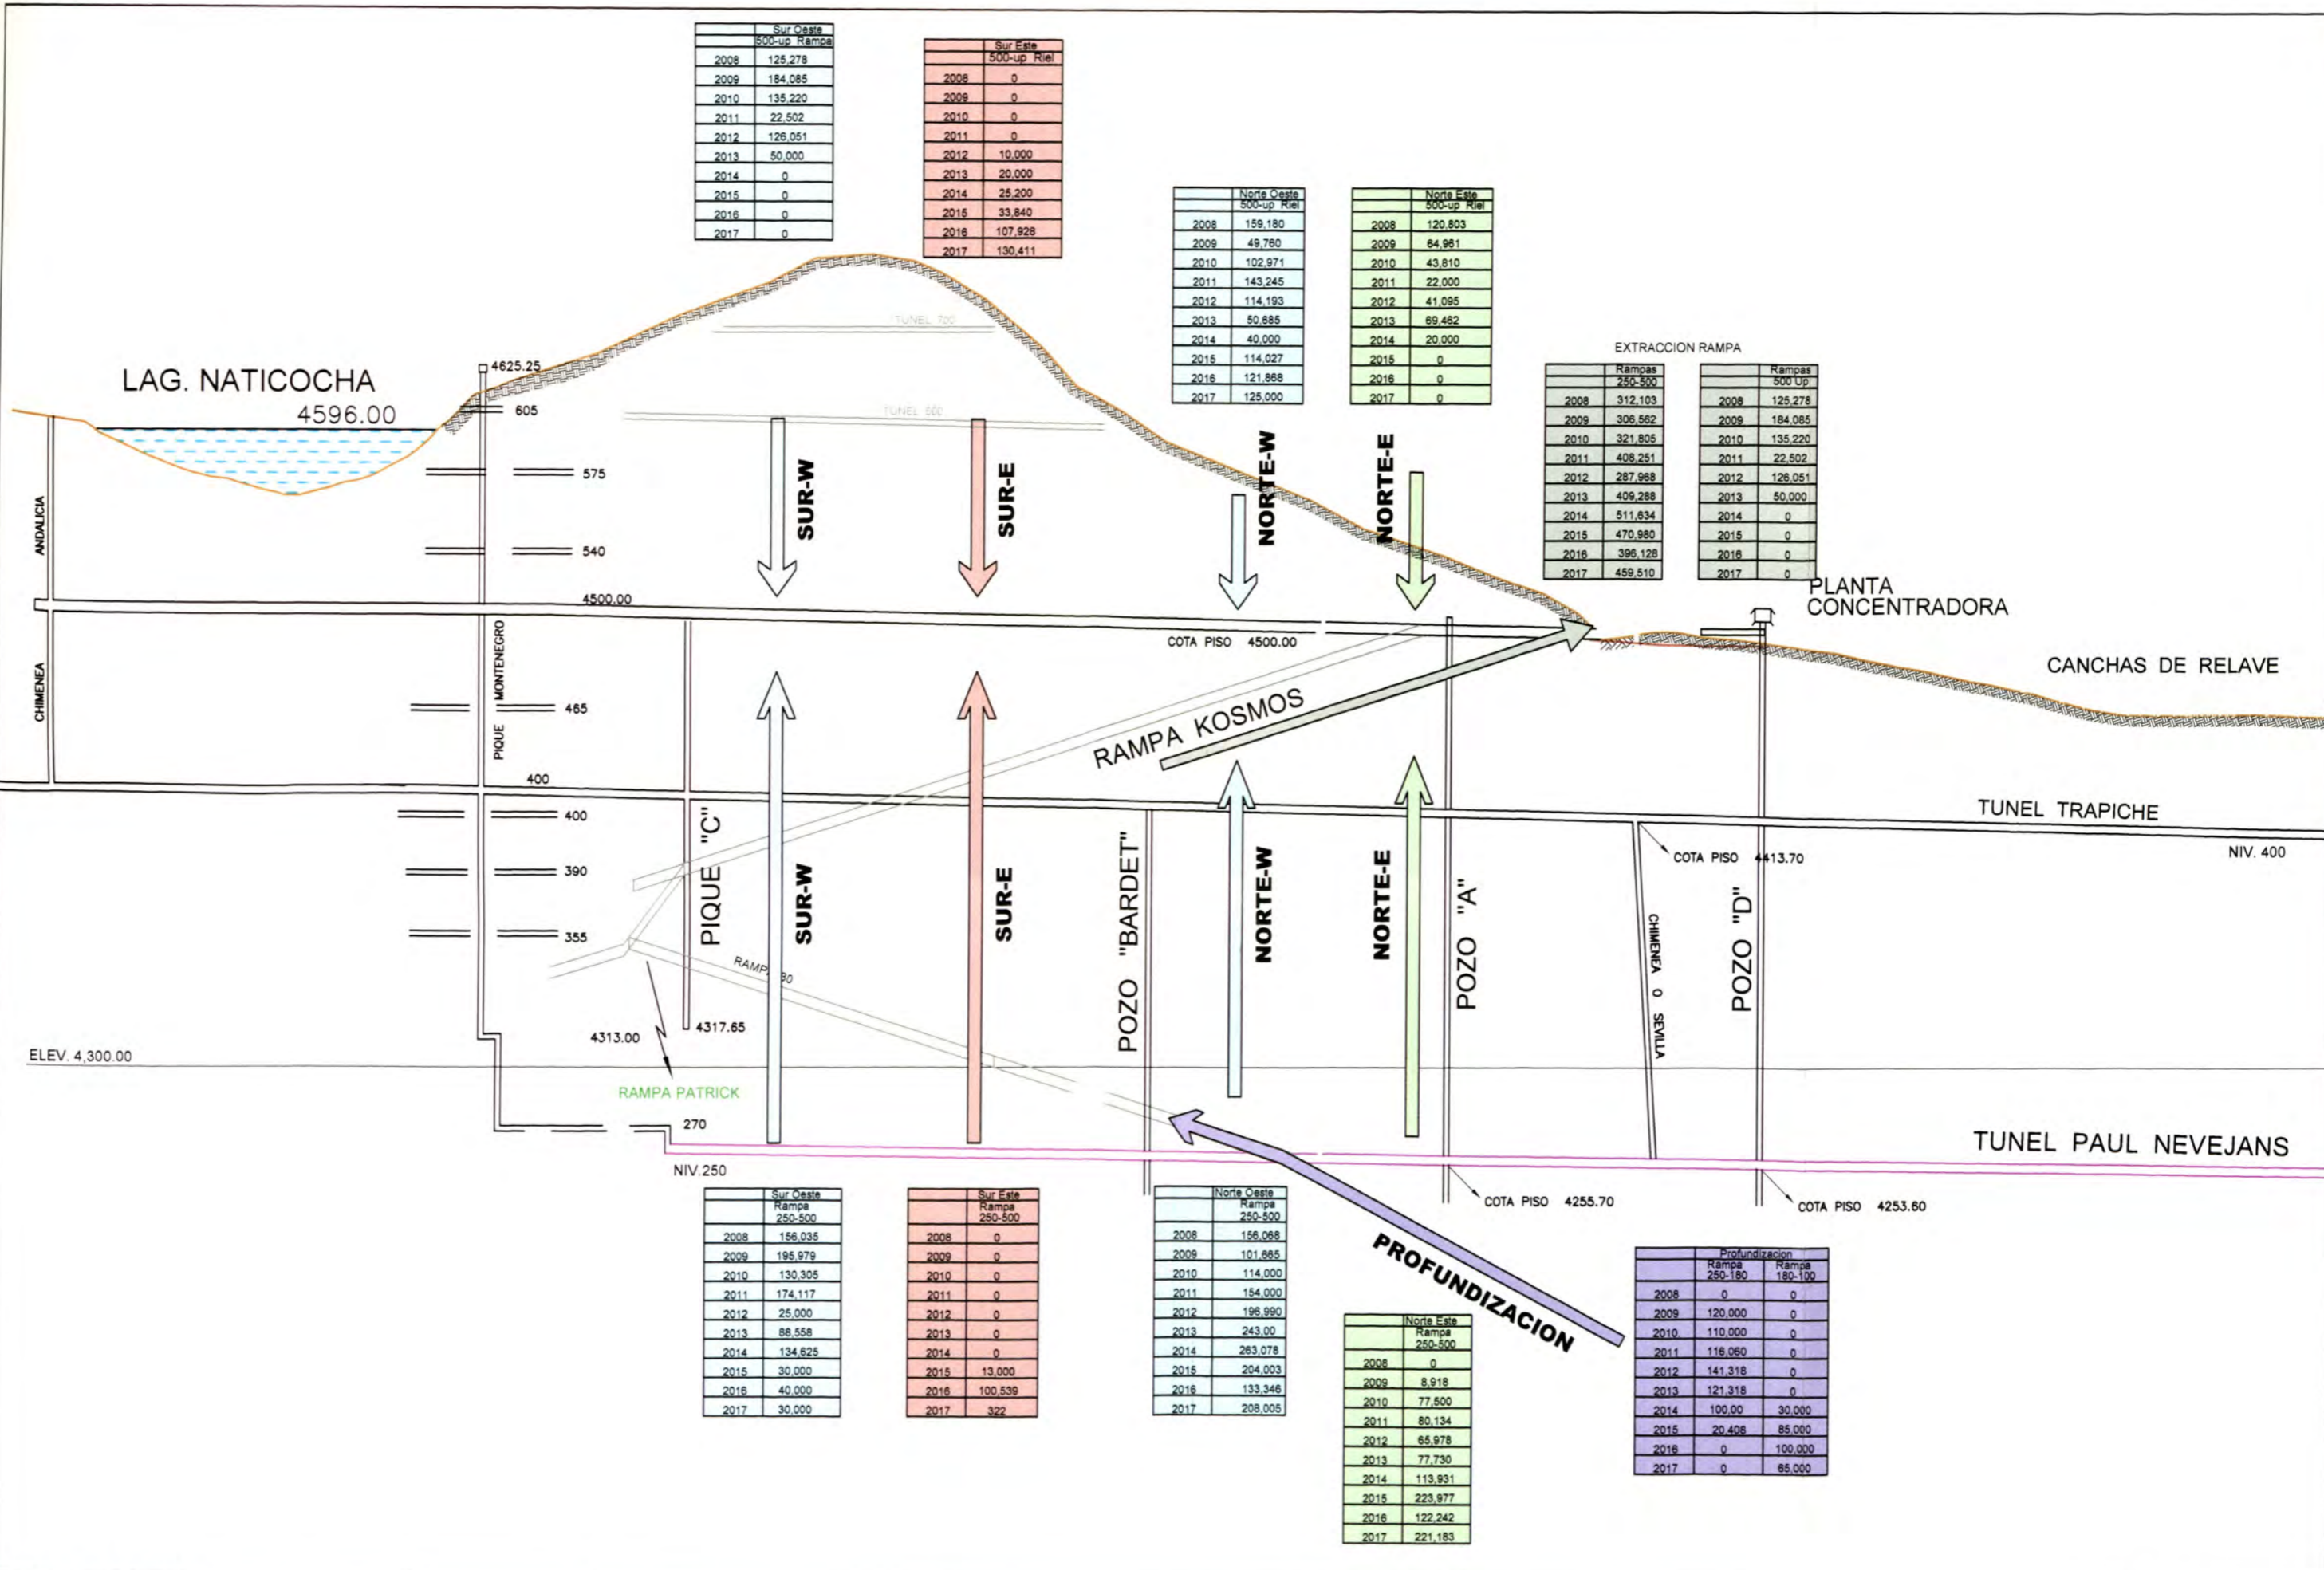 Sur Oeste
500-up Rampa
2008 125,278
2009 184,085
2010 135,220
2011 22,502
2012 126,051
2013 50,000
2014 0
2015 0
2016 0
2017 0
Sur Este
500-up Riel
2008 0
2009 0
2010 0
2011 0
2012 10,000
2013 20,000
2014 25,200
2015 33,840
2016 107,928
2017 130,411
Norte Oeste
500-up Riel
2008 159,180
2009 49,760
2010 102,971
2011 143,245
2012 114,193
2013 50,685
2014 40,000
2015 114,027
2016 121,868
2017 125,000
Norte Este
500-up Riel
2008 120,803
2009 64,961
2010 43,810
2011 22,000
2012 41,095
2013 69,462
2014 20,000
2015 0
2016 0
2017 0
EXTRACCION RAMPA
Rampas
250-500
2008 312,103
2009 306,562
2010 321,805
2011 408,251
2012 287,968
2013 409,288
2014 511,634
2015 470,980
2016 396,128
2017 459,510
Rampas
500 Up
2008 125,278
2009 184,085
2010 135,220
2011 22,502
2012 126,051
2013 50,000
2014 0
2015 0
2016 0
2017 0
TUNEL 700
TUNEL 600
LAG. NATICOCHA
4596.00
4625.25
605
575
540
4500.00
ANDALICIA
CHIMENEA
PIQUE MONTENEGRO
465
400
400
390
355
SUR-W
SUR-E
NORTE-W
NORTE-E
PLANTA
CONCENTRADORA
COTA PISO 4500.00
CANCHAS DE RELAVE
RAMPA KOSMOS
TUNEL TRAPICHE
NIV. 400
COTA PISO 4413.70
PIQUE "C"
SUR-W
SUR-E
POZO "BARDET"
NORTE-W
NORTE-E
POZO "A"
CHIMENEA O SEVILLA
POZO "D"
4313.00
4317.65
ELEV. 4,300.00
RAMPA PATRICK
270
NIV.250
TUNEL PAUL NEVEJANS
COTA PISO 4255.70
COTA PISO 4253.60
PROFUNDIZACION
Sur Oeste
Rampa
250-500
2008 156,035
2009 195,979
2010 130,305
2011 174,117
2012 25,000
2013 88,558
2014 134,625
2015 30,000
2016 40,000
2017 30,000
Sur Este
Rampa
250-500
2008 0
2009 0
2010 0
2011 0
2012 0
2013 0
2014 0
2015 13,000
2016 100,539
2017 322
Norte Oeste
Rampa
250-500
2008 156,068
2009 101,665
2010 114,000
2011 154,000
2012 196,990
2013 243,00
2014 263,078
2015 204,003
2016 133,346
2017 208,005
Norte Este
Rampa
250-500
2008 0
2009 8,918
2010 77,500
2011 80,134
2012 65,978
2013 77,730
2014 113,931
2015 223,977
2016 122,242
2017 221,183
Profundizacion
Rampa Rampa
250-180 180-100
2008 0 0
2009 120,000 0
2010. 110,000 0
2011 116,060 0
2012 141,318 0
2013 121,318 0
2014 100,00 30,000
2015 20,408 85,000
2016 0 100,000
2017 0 65,000